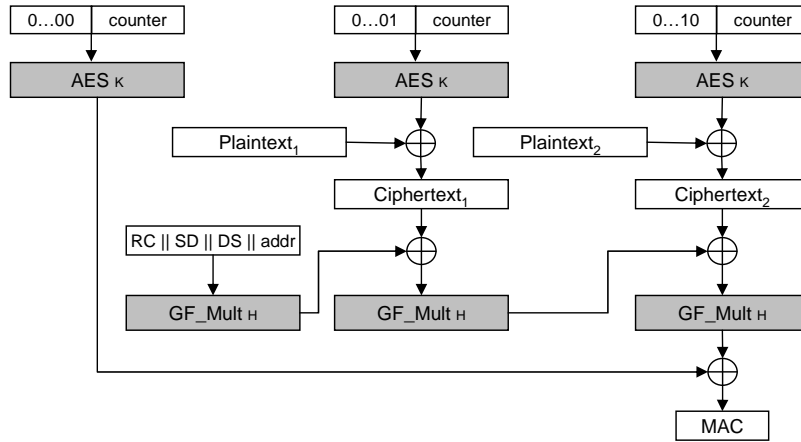 0…00 counter 0…01 counter 0…10 counter
AES K AES K AES K
Plaintext₁ Plaintext₂
Ciphertext₁ Ciphertext₂
RC || SD || DS || addr
GF_Mult H GF_Mult H GF_Mult H
MAC